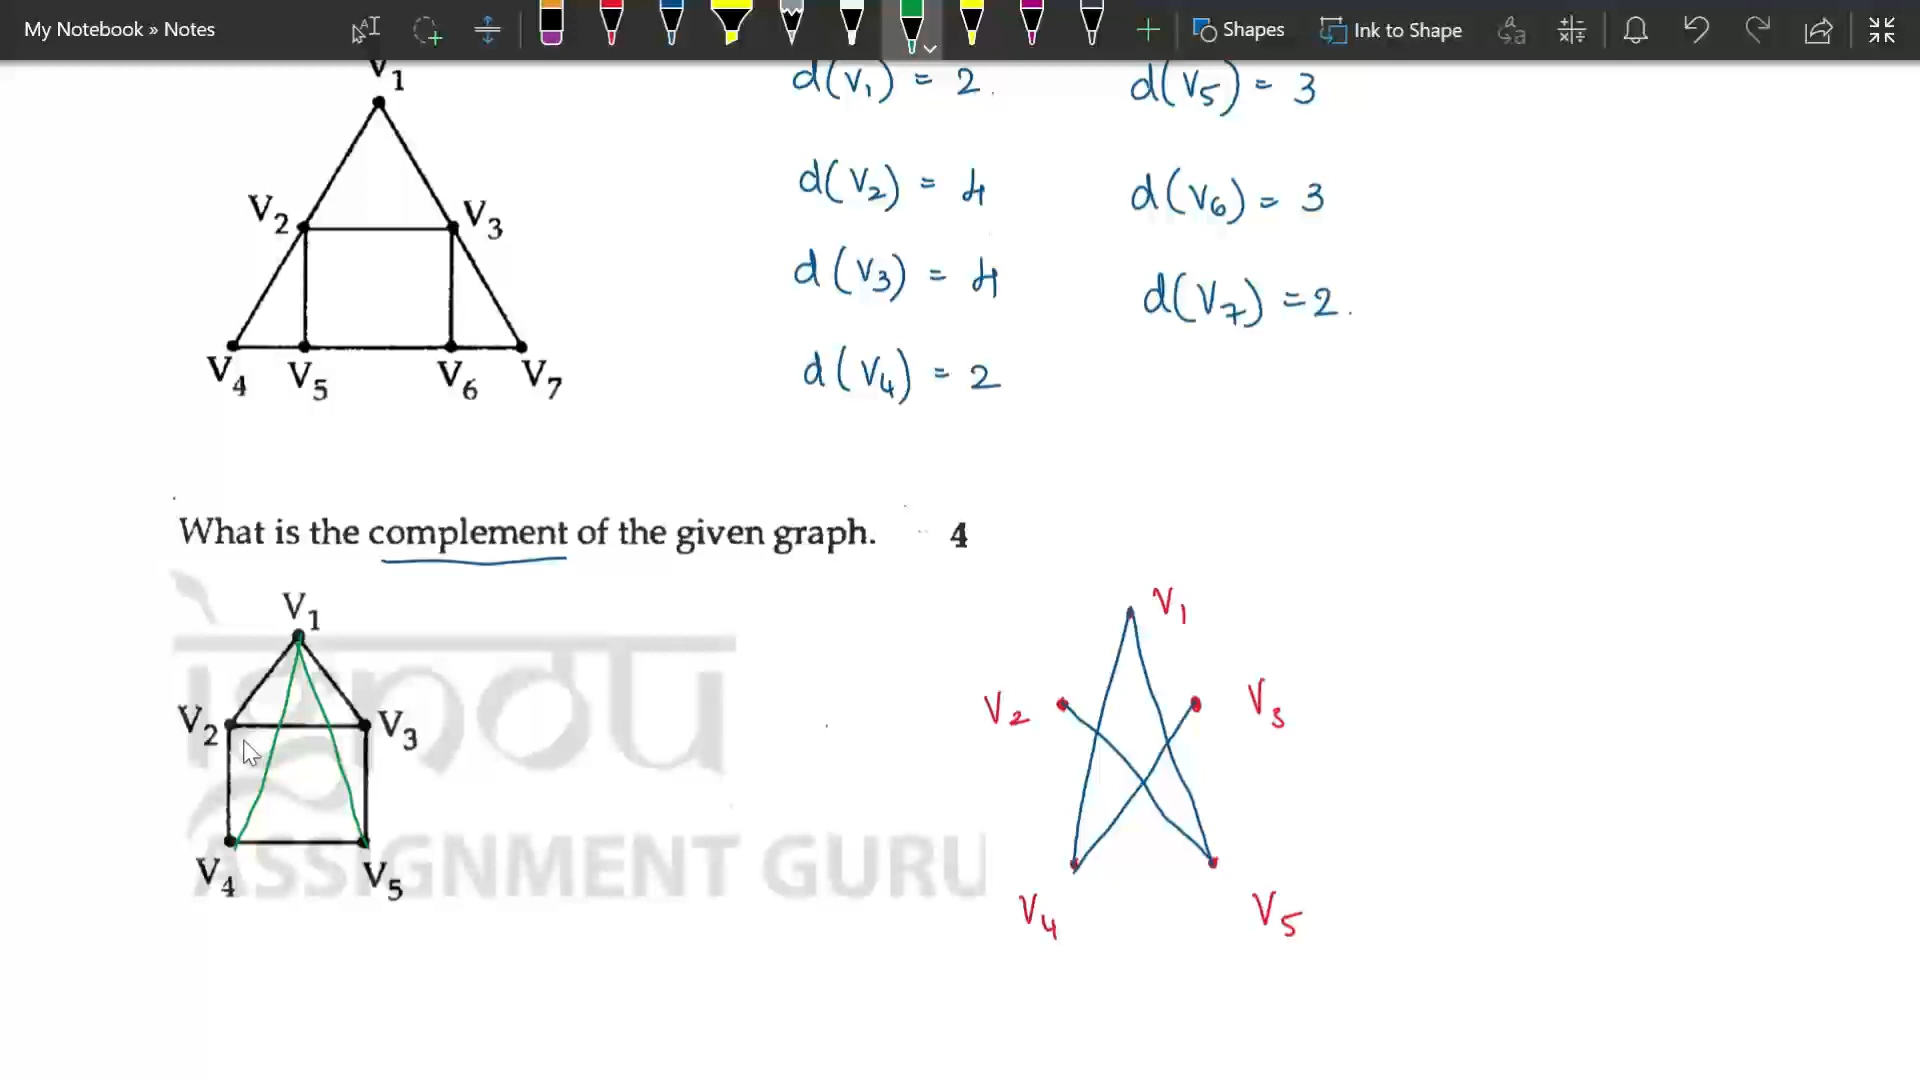 My Notebook » Notes
Shapes
Ink to Shape
V1
V2
V3
V4 V5 V6 V7
d(V1) = 2.
d(V2) = 4
d(V3) = 4
d(V4) = 2
d(V5) = 3
d(V6) = 3
d(V7) = 2.
What is the complement of the given graph. 4
V1
V2
V3
V4
V5
ignou
ASSIGNMENT GURU
V1
V2
V3
V4
V5